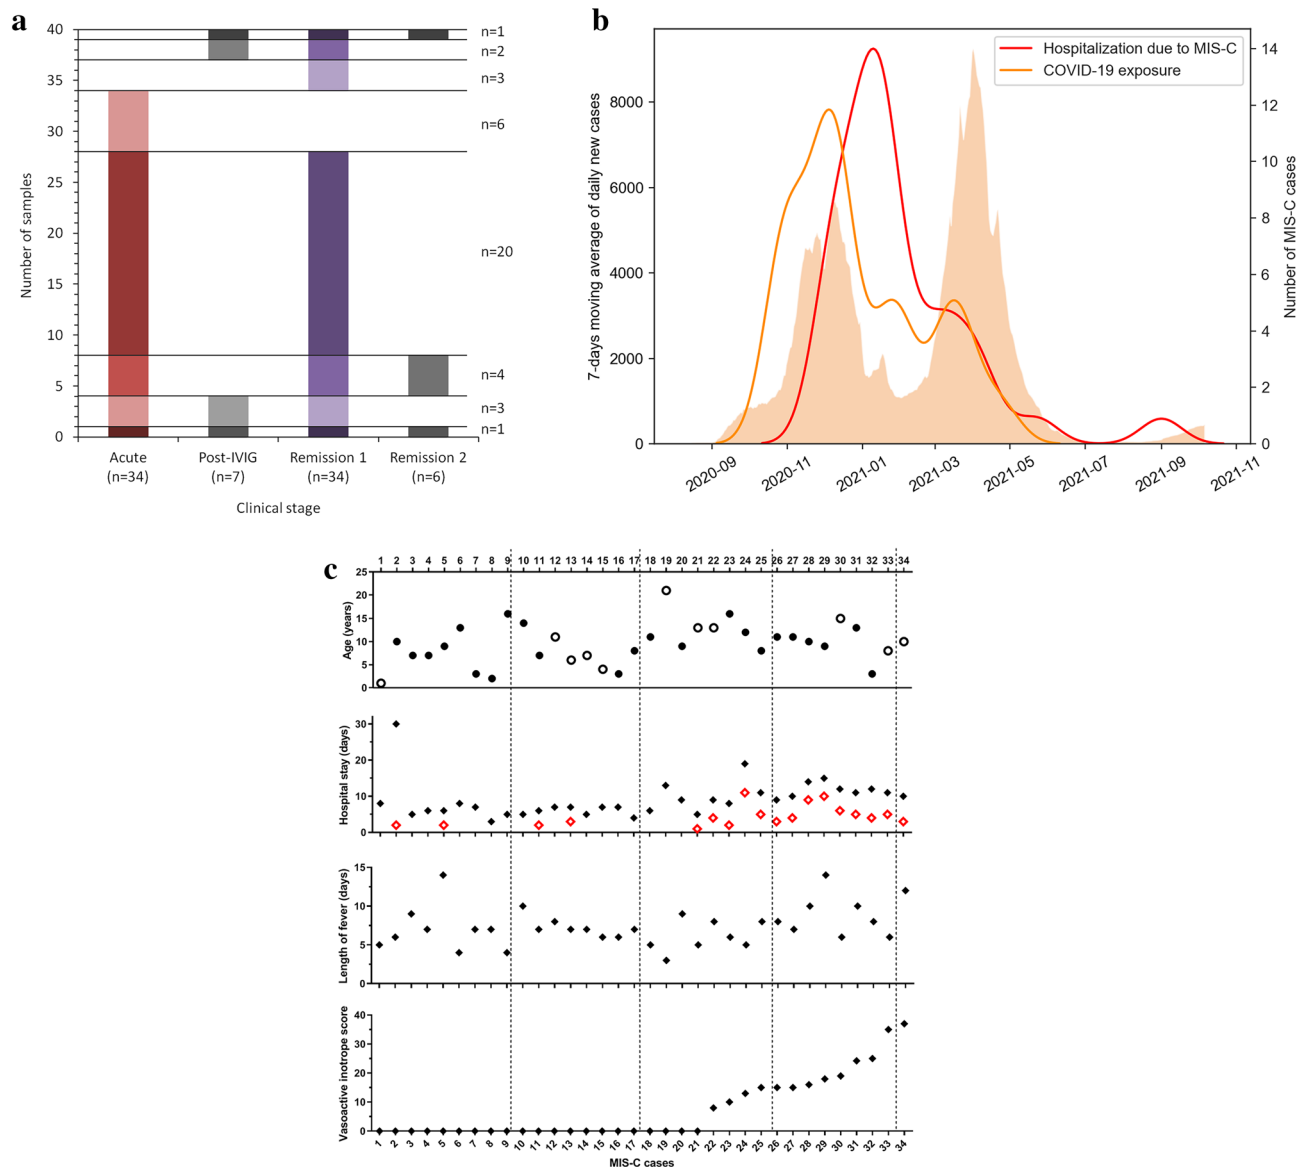 a
Number of samples
40
35
30
25
20
15
10
5
0
n=1
n=2
n=3
n=6
n=20
n=4
n=3
n=1
Acute Post-IVIG Remission 1 Remission 2
(n=34) (n=7) (n=34) (n=6)
Clinical stage
b
7-days moving average of daily new cases
8000
6000
4000
2000
0
Hospitalization due to MIS-C
COVID-19 exposure
14
12
10
8
6
4
2
0
Number of MIS-C cases
2020-09 2020-11 2021-01 2021-03 2021-05 2021-07 2021-09 2021-11
c
1 2 3 4 5 6 7 8 9 10 11 12 13 14 15 16 17 18 19 20 21 22 23 24 25 26 27 28 29 30 31 32 33 34
Age (years)
25
20
15
10
5
0
Hospital stay (days)
30
20
10
0
Length of fever (days)
15
10
5
0
Vasoactive inotrope score
40
30
20
10
0
1 2 3 4 5 6 7 8 9 10 11 12 13 14 15 16 17 18 19 20 21 22 23 24 25 26 27 28 29 30 31 32 33 34
MIS-C cases